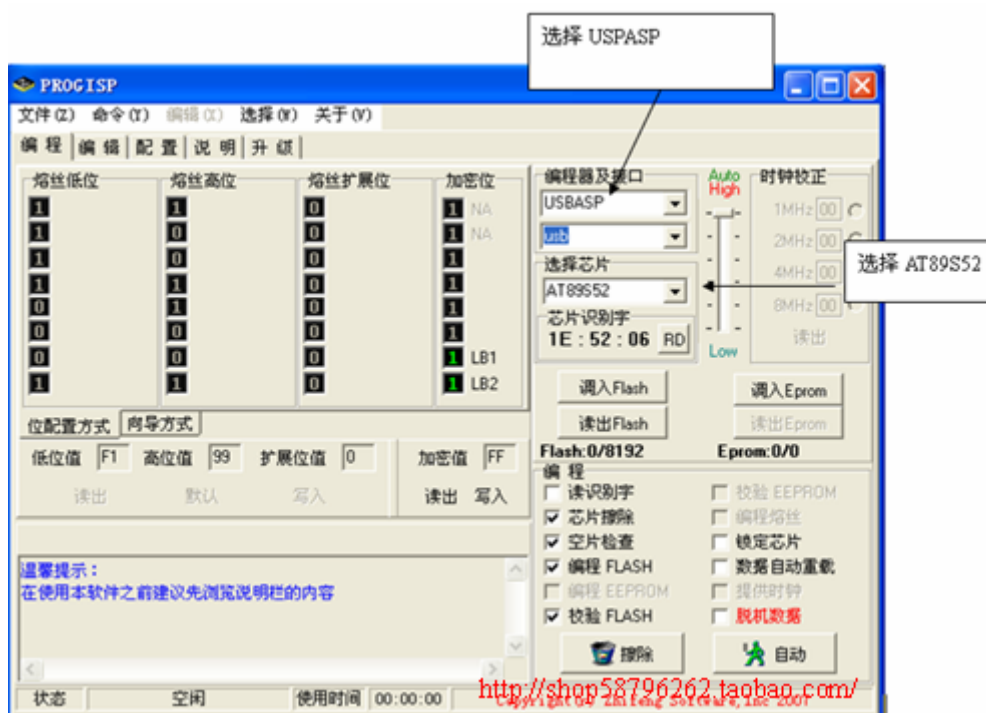 选择 USPASP
PROGISP
文件(Z) 命令(Y) 编辑(X) 选择(W) 关于(V)
编 程 编 辑 配 置 说 明 升 级
熔丝低位 熔丝高位 熔丝扩展位 加密位
1 1 0 1 NA
1 0 0 1 NA
1 0 0 1
1 1 0 1
0 1 0 1
0 0 0 1
0 0 0 1 LB1
1 1 0 1 LB2
位配置方式 向导方式
低位值 F1 高位值 99 扩展位值 0 加密值 FF
读出 默认 写入 读出 写入
温馨提示：
在使用本软件之前建议先浏览说明栏的内容
编程器及接口
USBASP
usb
选择芯片
AT89S52
芯片识别字
1E : 52 : 06 RD
Auto
High
Low
时钟校正
1MHz 00
2MHz 00
4MHz 00
8MHz 00
读出
选择 AT89S52
调入Flash 调入Eprom
读出Flash 读出Eprom
Flash:0/8192 Eprom:0/0
编 程
读识别字 校验 EEPROM
芯片擦除 编程熔丝
空片检查 锁定芯片
编程 FLASH 数据自动重载
编程 EEPROM 提供时钟
校验 FLASH 脱机数据
擦除 自动
状态 空闲 使用时间 00:00:00 Copyright(c) Zhifeng Software,Inc 2007
http://shop58796262.taobao.com/